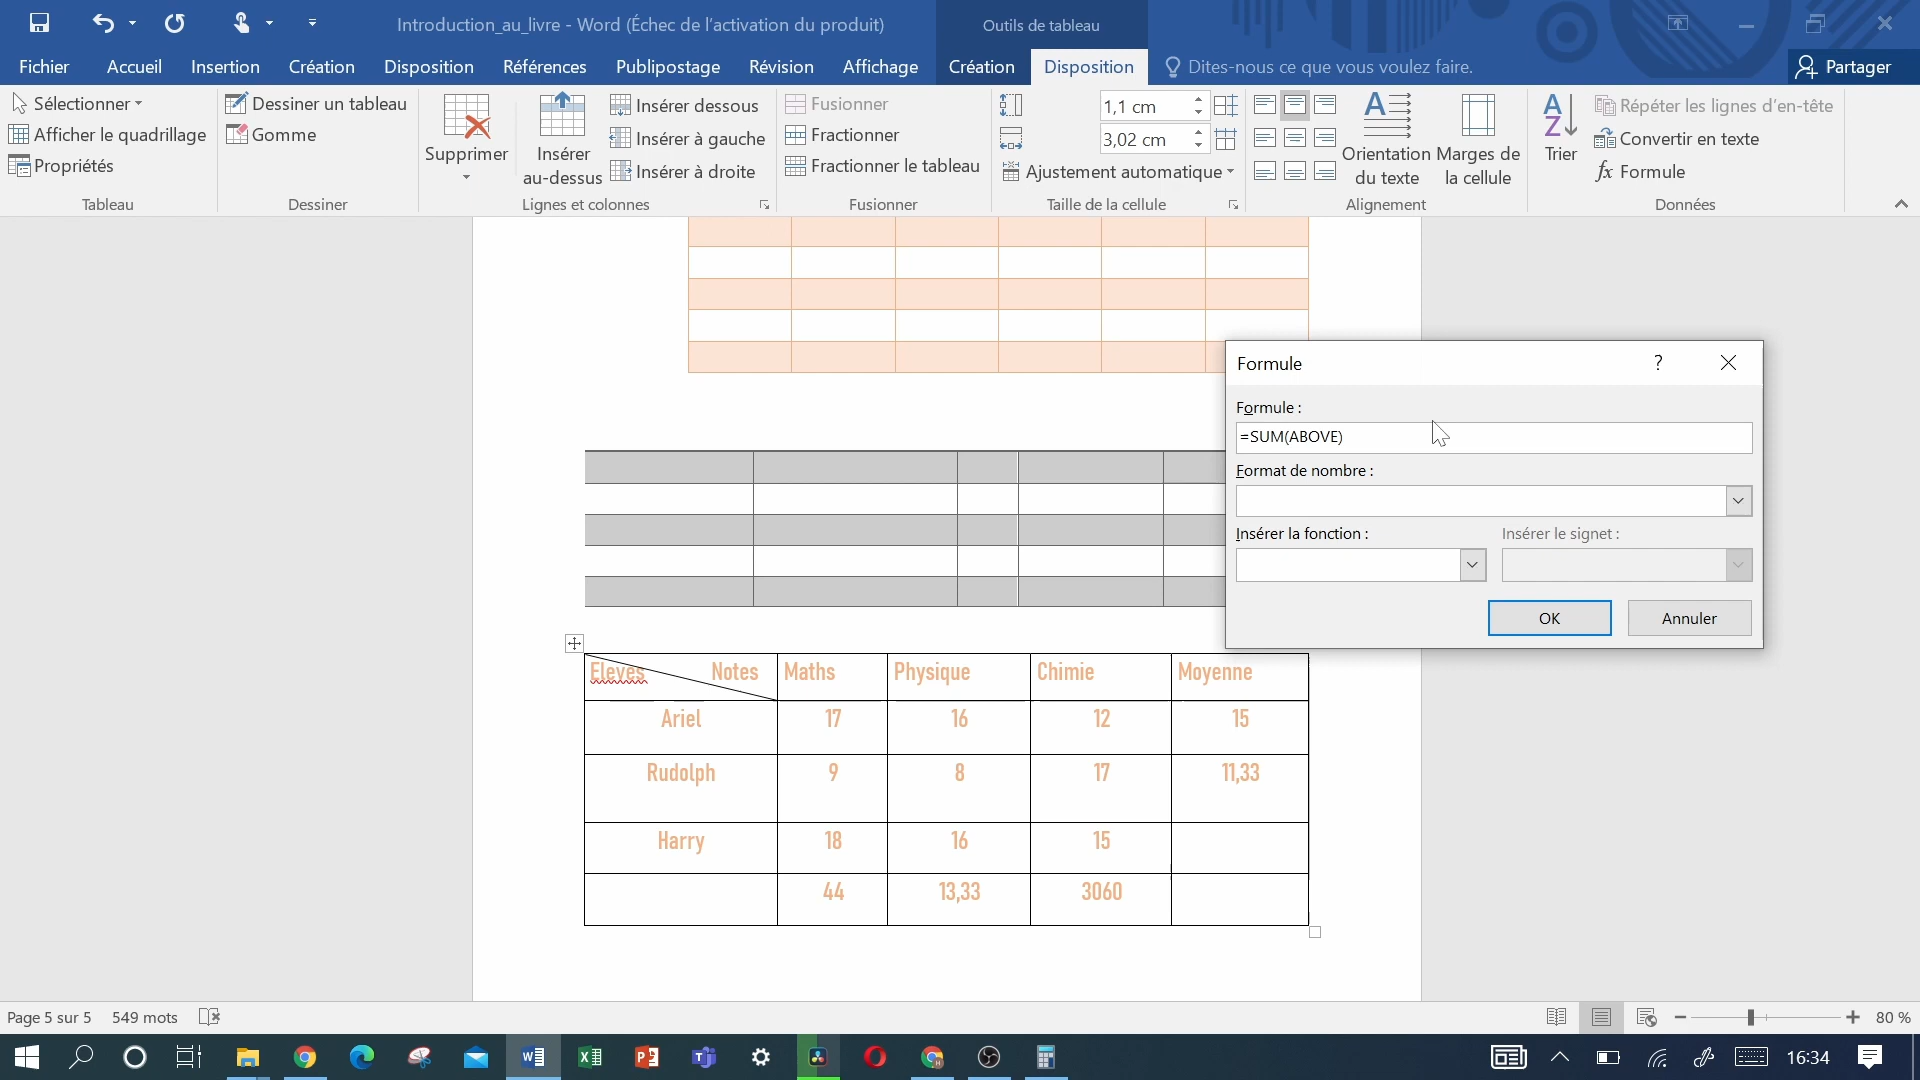 Introduction_au_livre - Word (Échec de l'activation du produit)
Outils de tableau
Fichier Accueil Insertion Création Disposition Références Publipostage Révision Affichage Création Disposition Dites-nous ce que vous voulez faire. Partager
Sélectionner
Afficher le quadrillage
Propriétés
Tableau
Dessiner un tableau
Gomme
Dessiner
Supprimer
Insérer
au-dessus
Insérer dessous
Insérer à gauche
Insérer à droite
Lignes et colonnes
Fusionner
Fractionner
Fractionner le tableau
Fusionner
1,1 cm
3,02 cm
Ajustement automatique
Taille de la cellule
Orientation
du texte
Marges de
la cellule
Alignement
A
Z
Trier
Répéter les lignes d'en-tête
Convertir en texte
fx Formule
Données
Formule ?
Formule :
=SUM(ABOVE)
Format de nombre :
Insérer la fonction : Insérer le signet :
OK Annuler
Eleves Notes Maths Physique Chimie Moyenne
Ariel 17 16 12 15
Rudolph 9 8 17 11,33
Harry 18 16 15
44 13,33 3060
Page 5 sur 5 549 mots 80 %
16:34